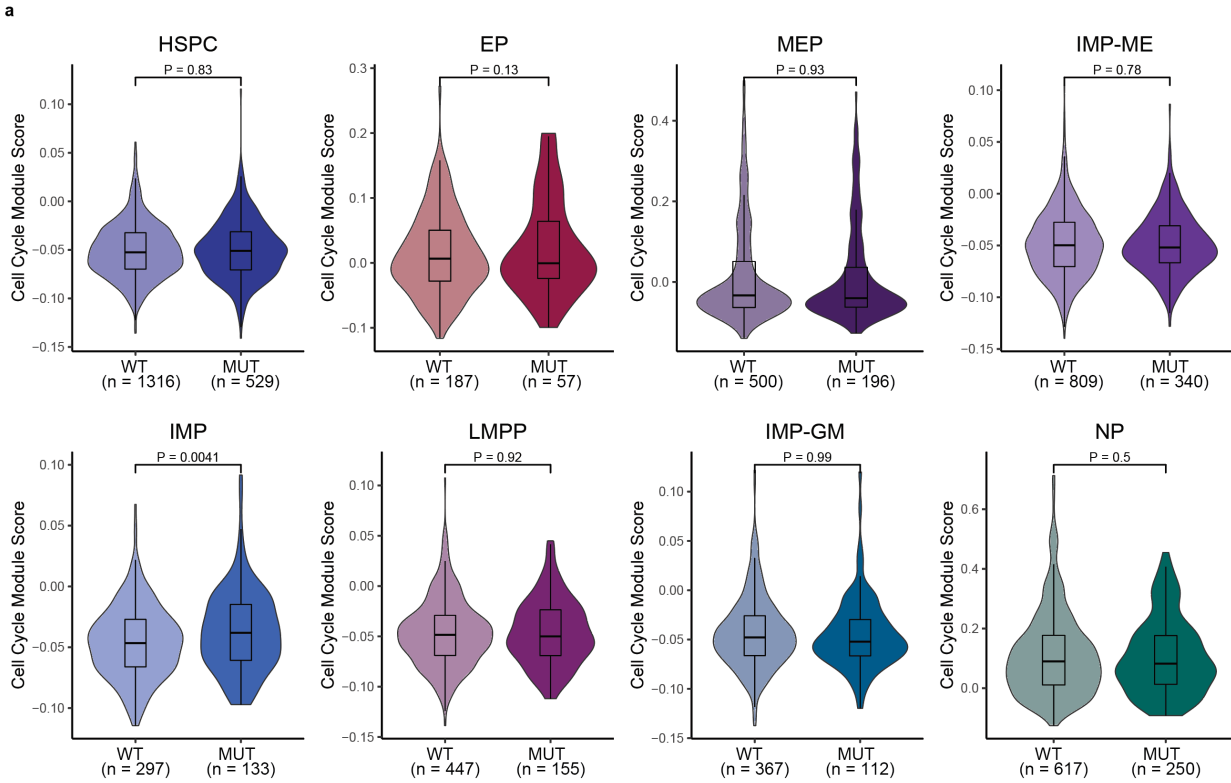 a
HSPC
P = 0.83
Cell Cycle Module Score
0.10
0.00
−0.05
−0.10
−0.15
WT
(n = 1316)
MUT
(n = 529)
EP
P = 0.13
Cell Cycle Module Score
0.3
0.2
0.1
0.0
−0.1
WT
(n = 187)
MUT
(n = 57)
MEP
P = 0.93
Cell Cycle Module Score
0.4
0.2
0.0
WT
(n = 500)
MUT
(n = 196)
IMP-ME
P = 0.78
Cell Cycle Module Score
0.10
0.00
−0.05
−0.10
−0.15
WT
(n = 809)
MUT
(n = 340)
IMP
P = 0.0041
Cell Cycle Module Score
0.10
0.05
0.00
−0.05
−0.10
WT
(n = 297)
MUT
(n = 133)
LMPP
P = 0.92
Cell Cycle Module Score
0.10
0.05
0.00
−0.05
−0.10
−0.15
WT
(n = 447)
MUT
(n = 155)
IMP-GM
P = 0.99
Cell Cycle Module Score
0.10
0.05
0.00
−0.05
−0.10
−0.15
WT
(n = 367)
MUT
(n = 112)
NP
P = 0.5
Cell Cycle Module Score
0.6
0.4
0.2
0.0
WT
(n = 617)
MUT
(n = 250)